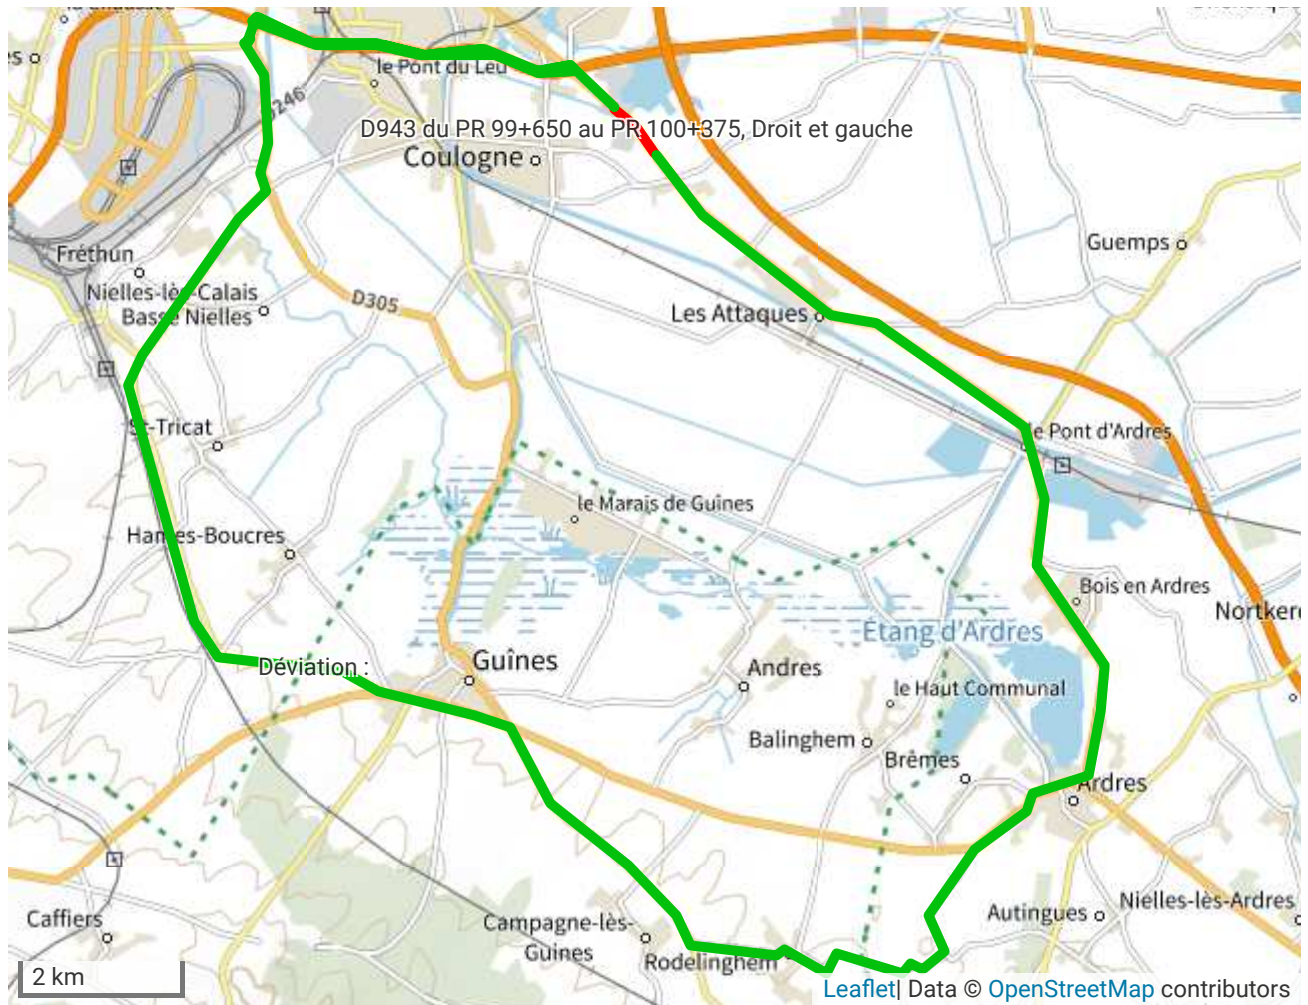 le Pont du Leu
D943 du PR 99+650 au PR 100+375, Droit et gauche
Coulogne
Guemps
Fréthun
Nielles-lès-Calais
Basse Nielles
D305
Les Attaques
St-Tricat
le Pont d'Ardres
le Marais de Guînes
Hames-Boucres
Bois en Ardres
Étang d'Ardres
Guînes
Déviation :
Andres
le Haut Communal
Balinghem
Brêmes
Ardres
Caffiers
Campagne-lès-
Guines
Autingues
Nielles-lès-Ardres
Rodelinghem
2 km
Leaflet| Data © OpenStreetMap contributors